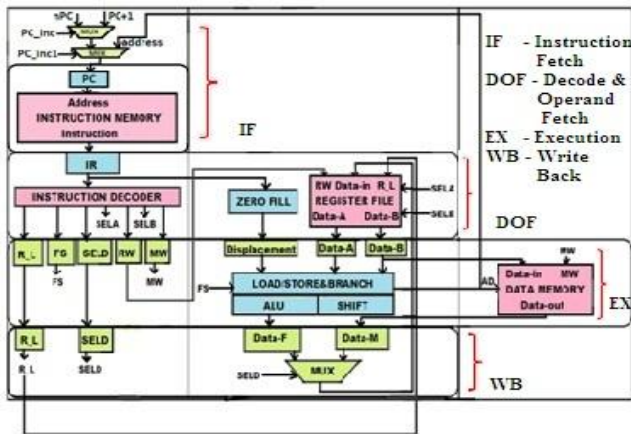 nPC PC+1
PC_Inc MUX
PC_Inc1 MUX address
PC
Address
INSTRUCTION MEMORY
Instruction
IF
IR
INSTRUCTION DECODER
SELA SELB
ZERO FILL
RW Data-in R_L
REGISTER FILE
Data-A Data-B
SELA
SELB
DOF
R_L FS SELD RW MW
FS
MW
Displacement Data-A Data-B
FS
LOAD/STORE&BRANCH
ALU SHIFT
AD
RW
Data-in MW
DATA MEMORY
Data-out
EX
R_L SELD
R_L SELD
Data-F Data-M
SELD MUX
WB
IF - Instruction
Fetch
DOF - Decode &
Operand
Fetch
EX - Execution
WB - Write
Back